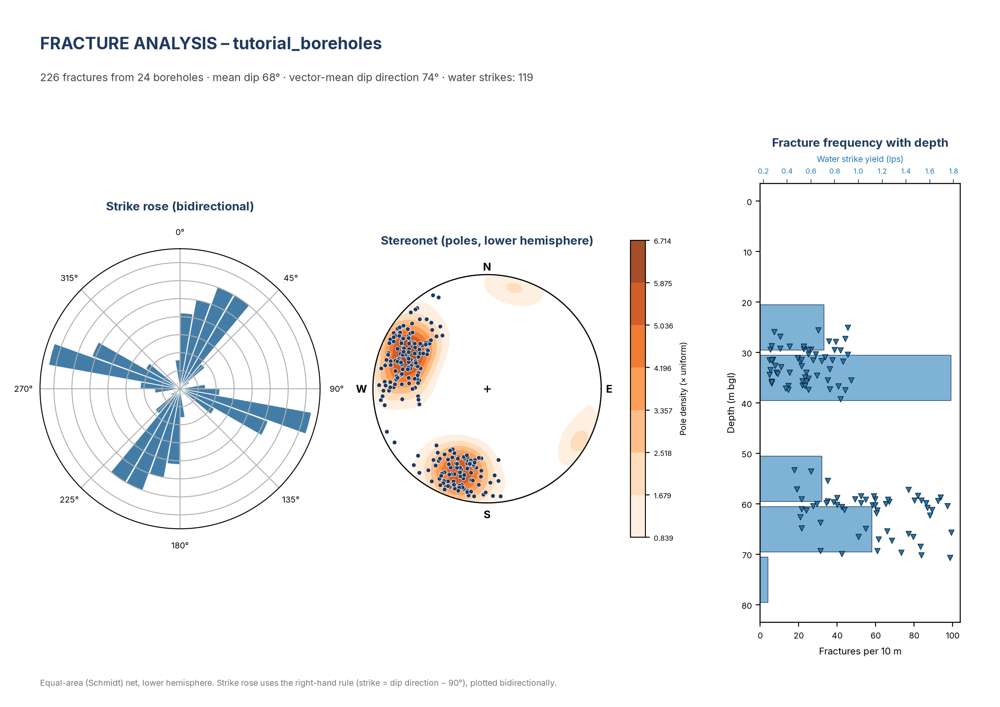 FRACTURE ANALYSIS – tutorial_boreholes
226 fractures from 24 boreholes · mean dip 68° · vector-mean dip direction 74° · water strikes: 119
Strike rose (bidirectional)
0°
45°
90°
135°
180°
225°
270°
315°
Stereonet (poles, lower hemisphere)
N
E
S
W
6.714
5.875
5.036
4.196
3.357
2.518
1.679
0.839
Pole density (× uniform)
Fracture frequency with depth
Water strike yield (lps)
0.2 0.4 0.6 0.8 1.0 1.2 1.4 1.6 1.8
0
10
20
30
40
50
60
70
80
Depth (m bgl)
0 20 40 60 80 100
Fractures per 10 m
Equal-area (Schmidt) net, lower hemisphere. Strike rose uses the right-hand rule (strike = dip direction − 90°), plotted bidirectionally.